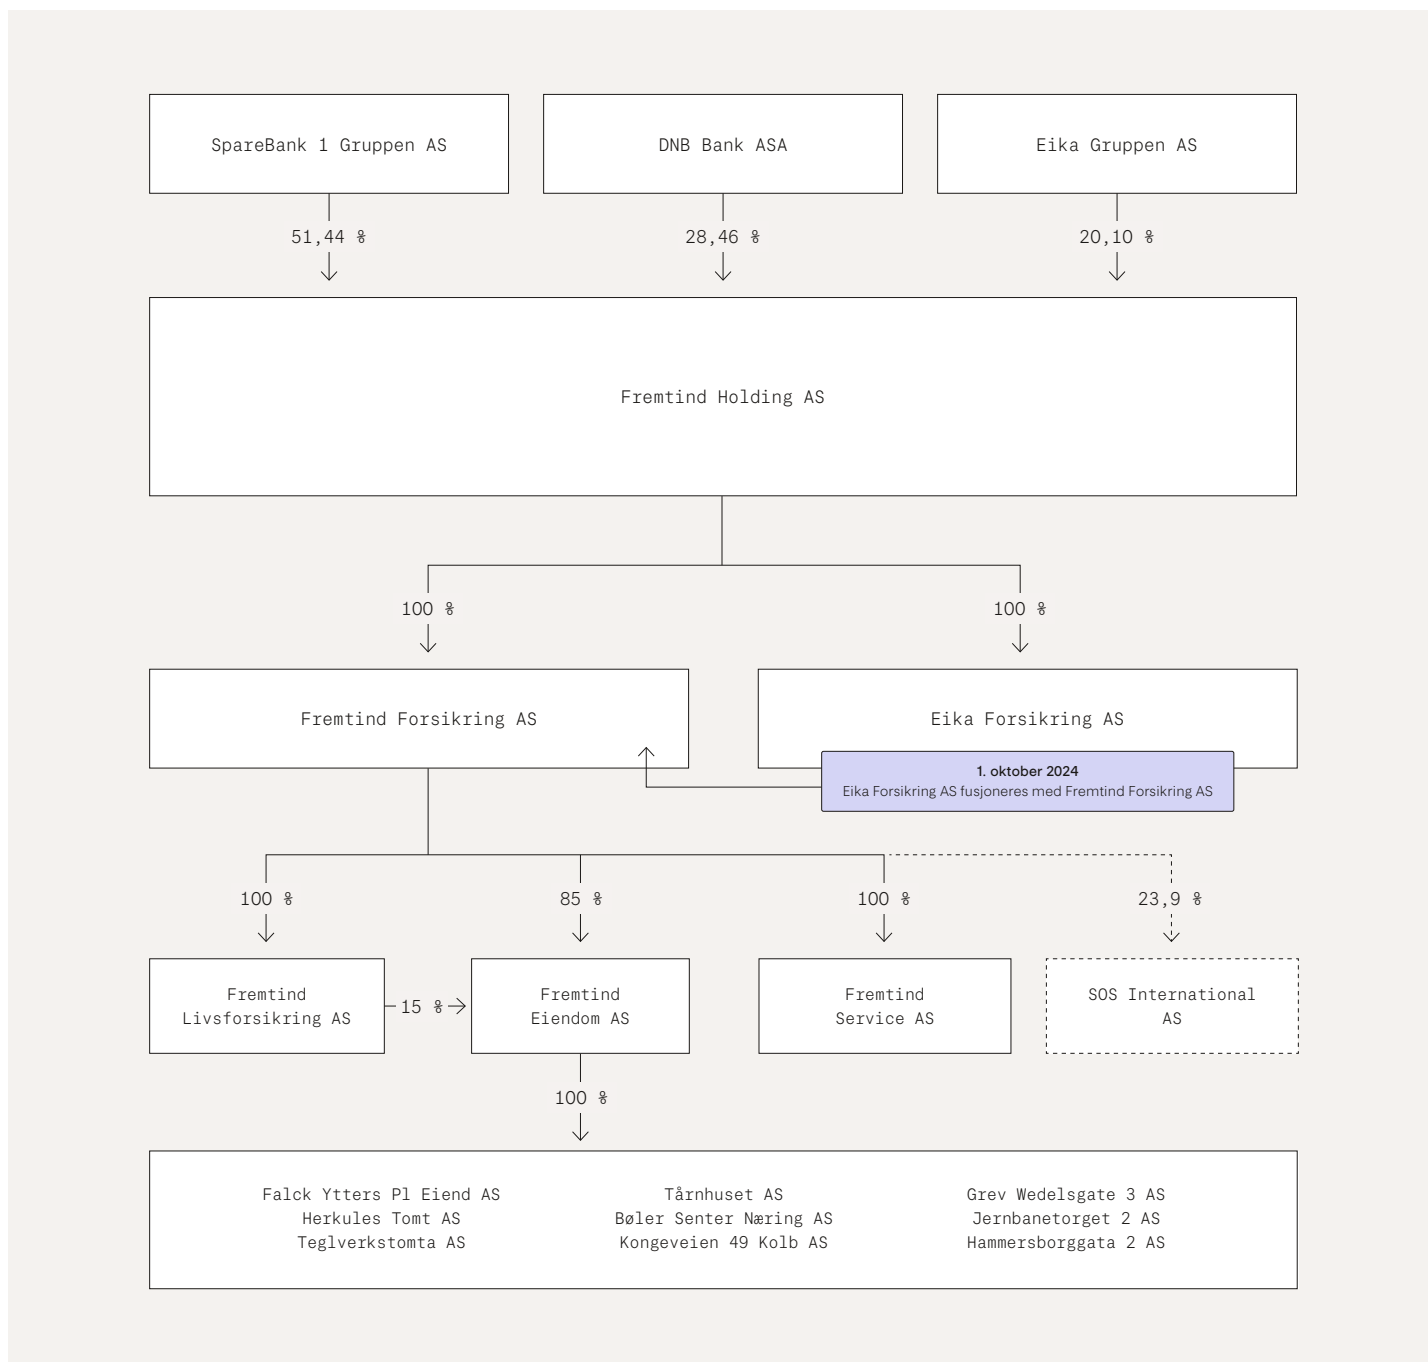 SpareBank 1 Gruppen AS
DNB Bank ASA
Eika Gruppen AS
51,44 %
28,46 %
20,10 %
Fremtind Holding AS
100 %
100 %
Fremtind Forsikring AS
Eika Forsikring AS
1. oktober 2024
Eika Forsikring AS fusjoneres med Fremtind Forsikring AS
100 %
85 %
100 %
23,9 %
Fremtind
Livsforsikring AS
15 %
Fremtind
Eiendom AS
Fremtind
Service AS
SOS International
AS
100 %
Falck Ytters Pl Eiend AS
Herkules Tomt AS
Teglverkstomta AS
Tårnhuset AS
Bøler Senter Næring AS
Kongeveien 49 Kolb AS
Grev Wedelsgate 3 AS
Jernbanetorget 2 AS
Hammersborggata 2 AS